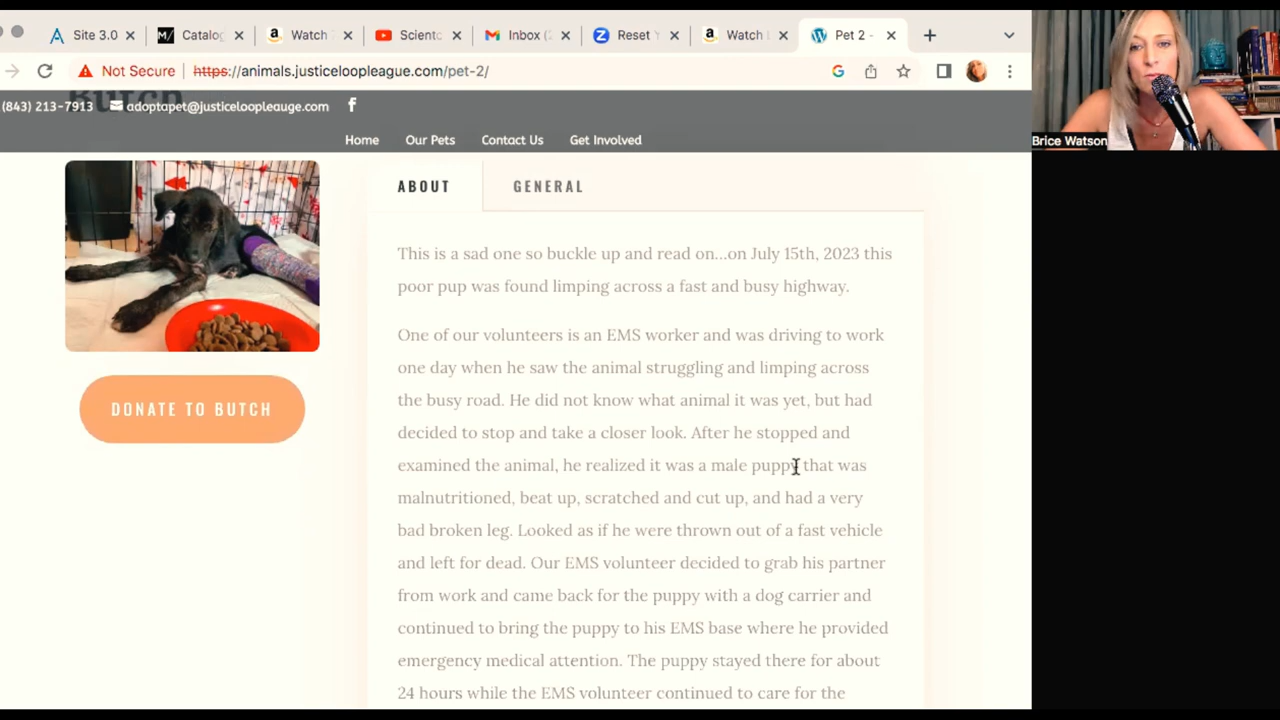 Site 3.0
Catalog
Watch
Scientc
Inbox (2
Reset Y
Watch L
Pet 2 -
Not Secure
https://animals.justiceloopleague.com/pet-2/
BUTCH
(843) 213-7913
adoptapet@justiceloopleauge.com
Home
Our Pets
Contact Us
Get Involved
Brice Watson
ABOUT
GENERAL
DONATE TO BUTCH
This is a sad one so buckle up and read on...on July 15th, 2023 this
poor pup was found limping across a fast and busy highway.
One of our volunteers is an EMS worker and was driving to work
one day when he saw the animal struggling and limping across
the busy road. He did not know what animal it was yet, but had
decided to stop and take a closer look. After he stopped and
examined the animal, he realized it was a male puppy that was
malnutritioned, beat up, scratched and cut up, and had a very
bad broken leg. Looked as if he were thrown out of a fast vehicle
and left for dead. Our EMS volunteer decided to grab his partner
from work and came back for the puppy with a dog carrier and
continued to bring the puppy to his EMS base where he provided
emergency medical attention. The puppy stayed there for about
24 hours while the EMS volunteer continued to care for the